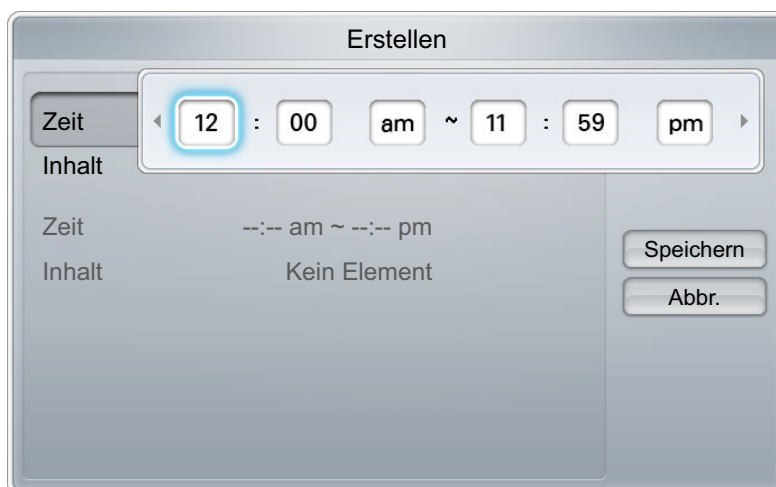 Erstellen
Zeit 12 : 00 am ~ 11 : 59 pm
Inhalt
Zeit --:-- am ~ --:-- pm
Inhalt Kein Element
Speichern
Abbr.